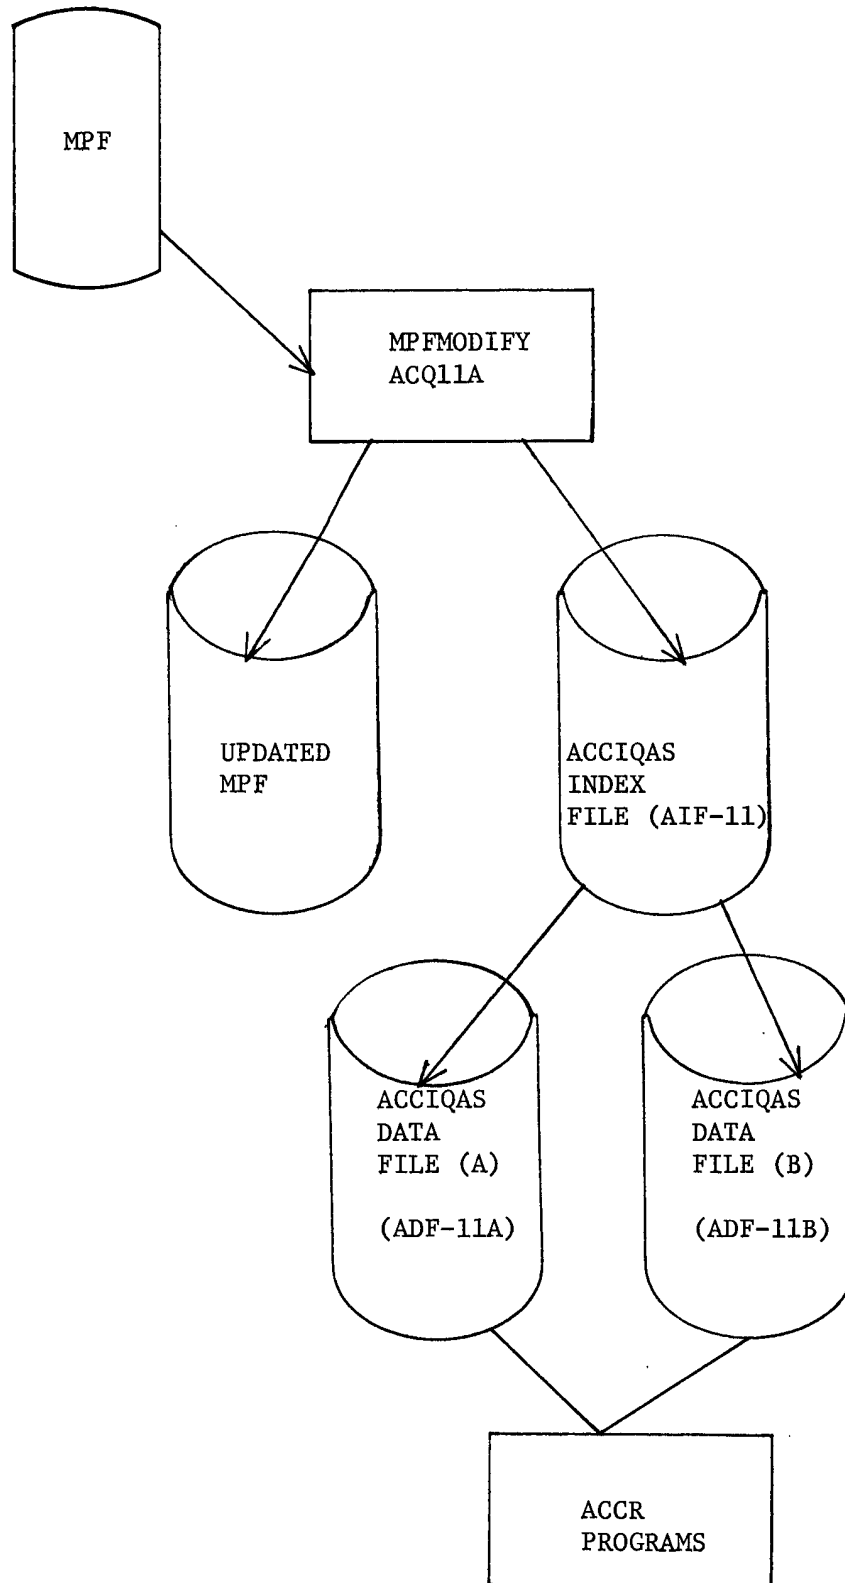 MPF
MPFMODIFY
ACQ11A
UPDATED
MPF
ACCIQAS
INDEX
FILE (AIF-11)
ACCIQAS
DATA
FILE (A)
(ADF-11A)
ACCIQAS
DATA
FILE (B)
(ADF-11B)
ACCR
PROGRAMS